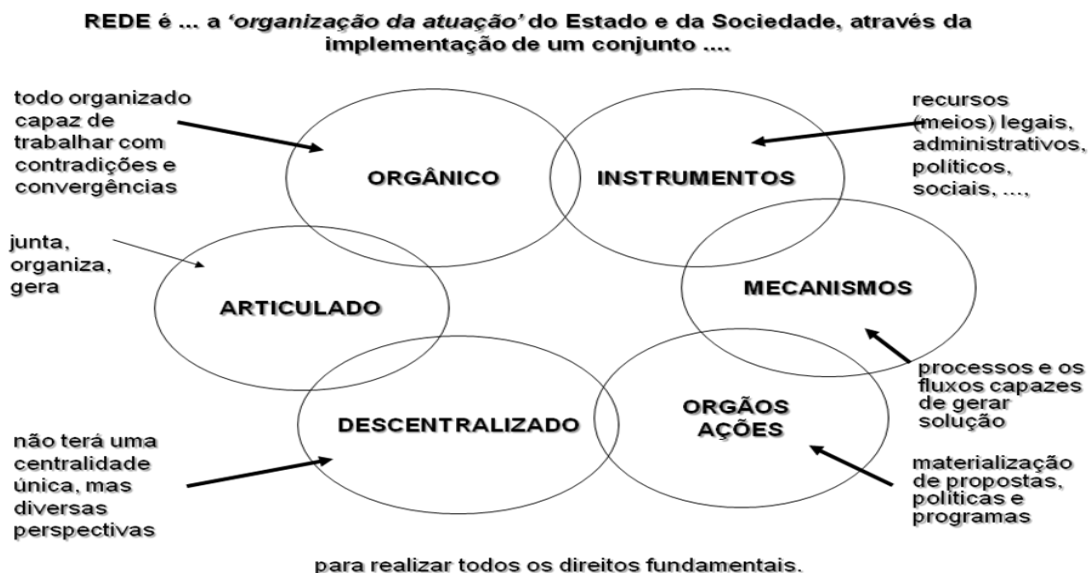 REDE é ... a ‘organização da atuação’ do Estado e da Sociedade, através da
implementação de um conjunto ....
todo organizado
capaz de
trabalhar com
contradições e
convergências
ORGÂNICO
INSTRUMENTOS
recursos
(meios) legais,
administrativos,
políticos,
sociais, ...,
junta,
organiza,
gera
ARTICULADO
MECANISMOS
processos e os
fluxos capazes
de gerar
solução
DESCENTRALIZADO
ORGÃOS
AÇÕES
não terá uma
centralidade
única, mas
diversas
perspectivas
materialização
de propostas,
políticas e
programas
para realizar todos os direitos fundamentais.